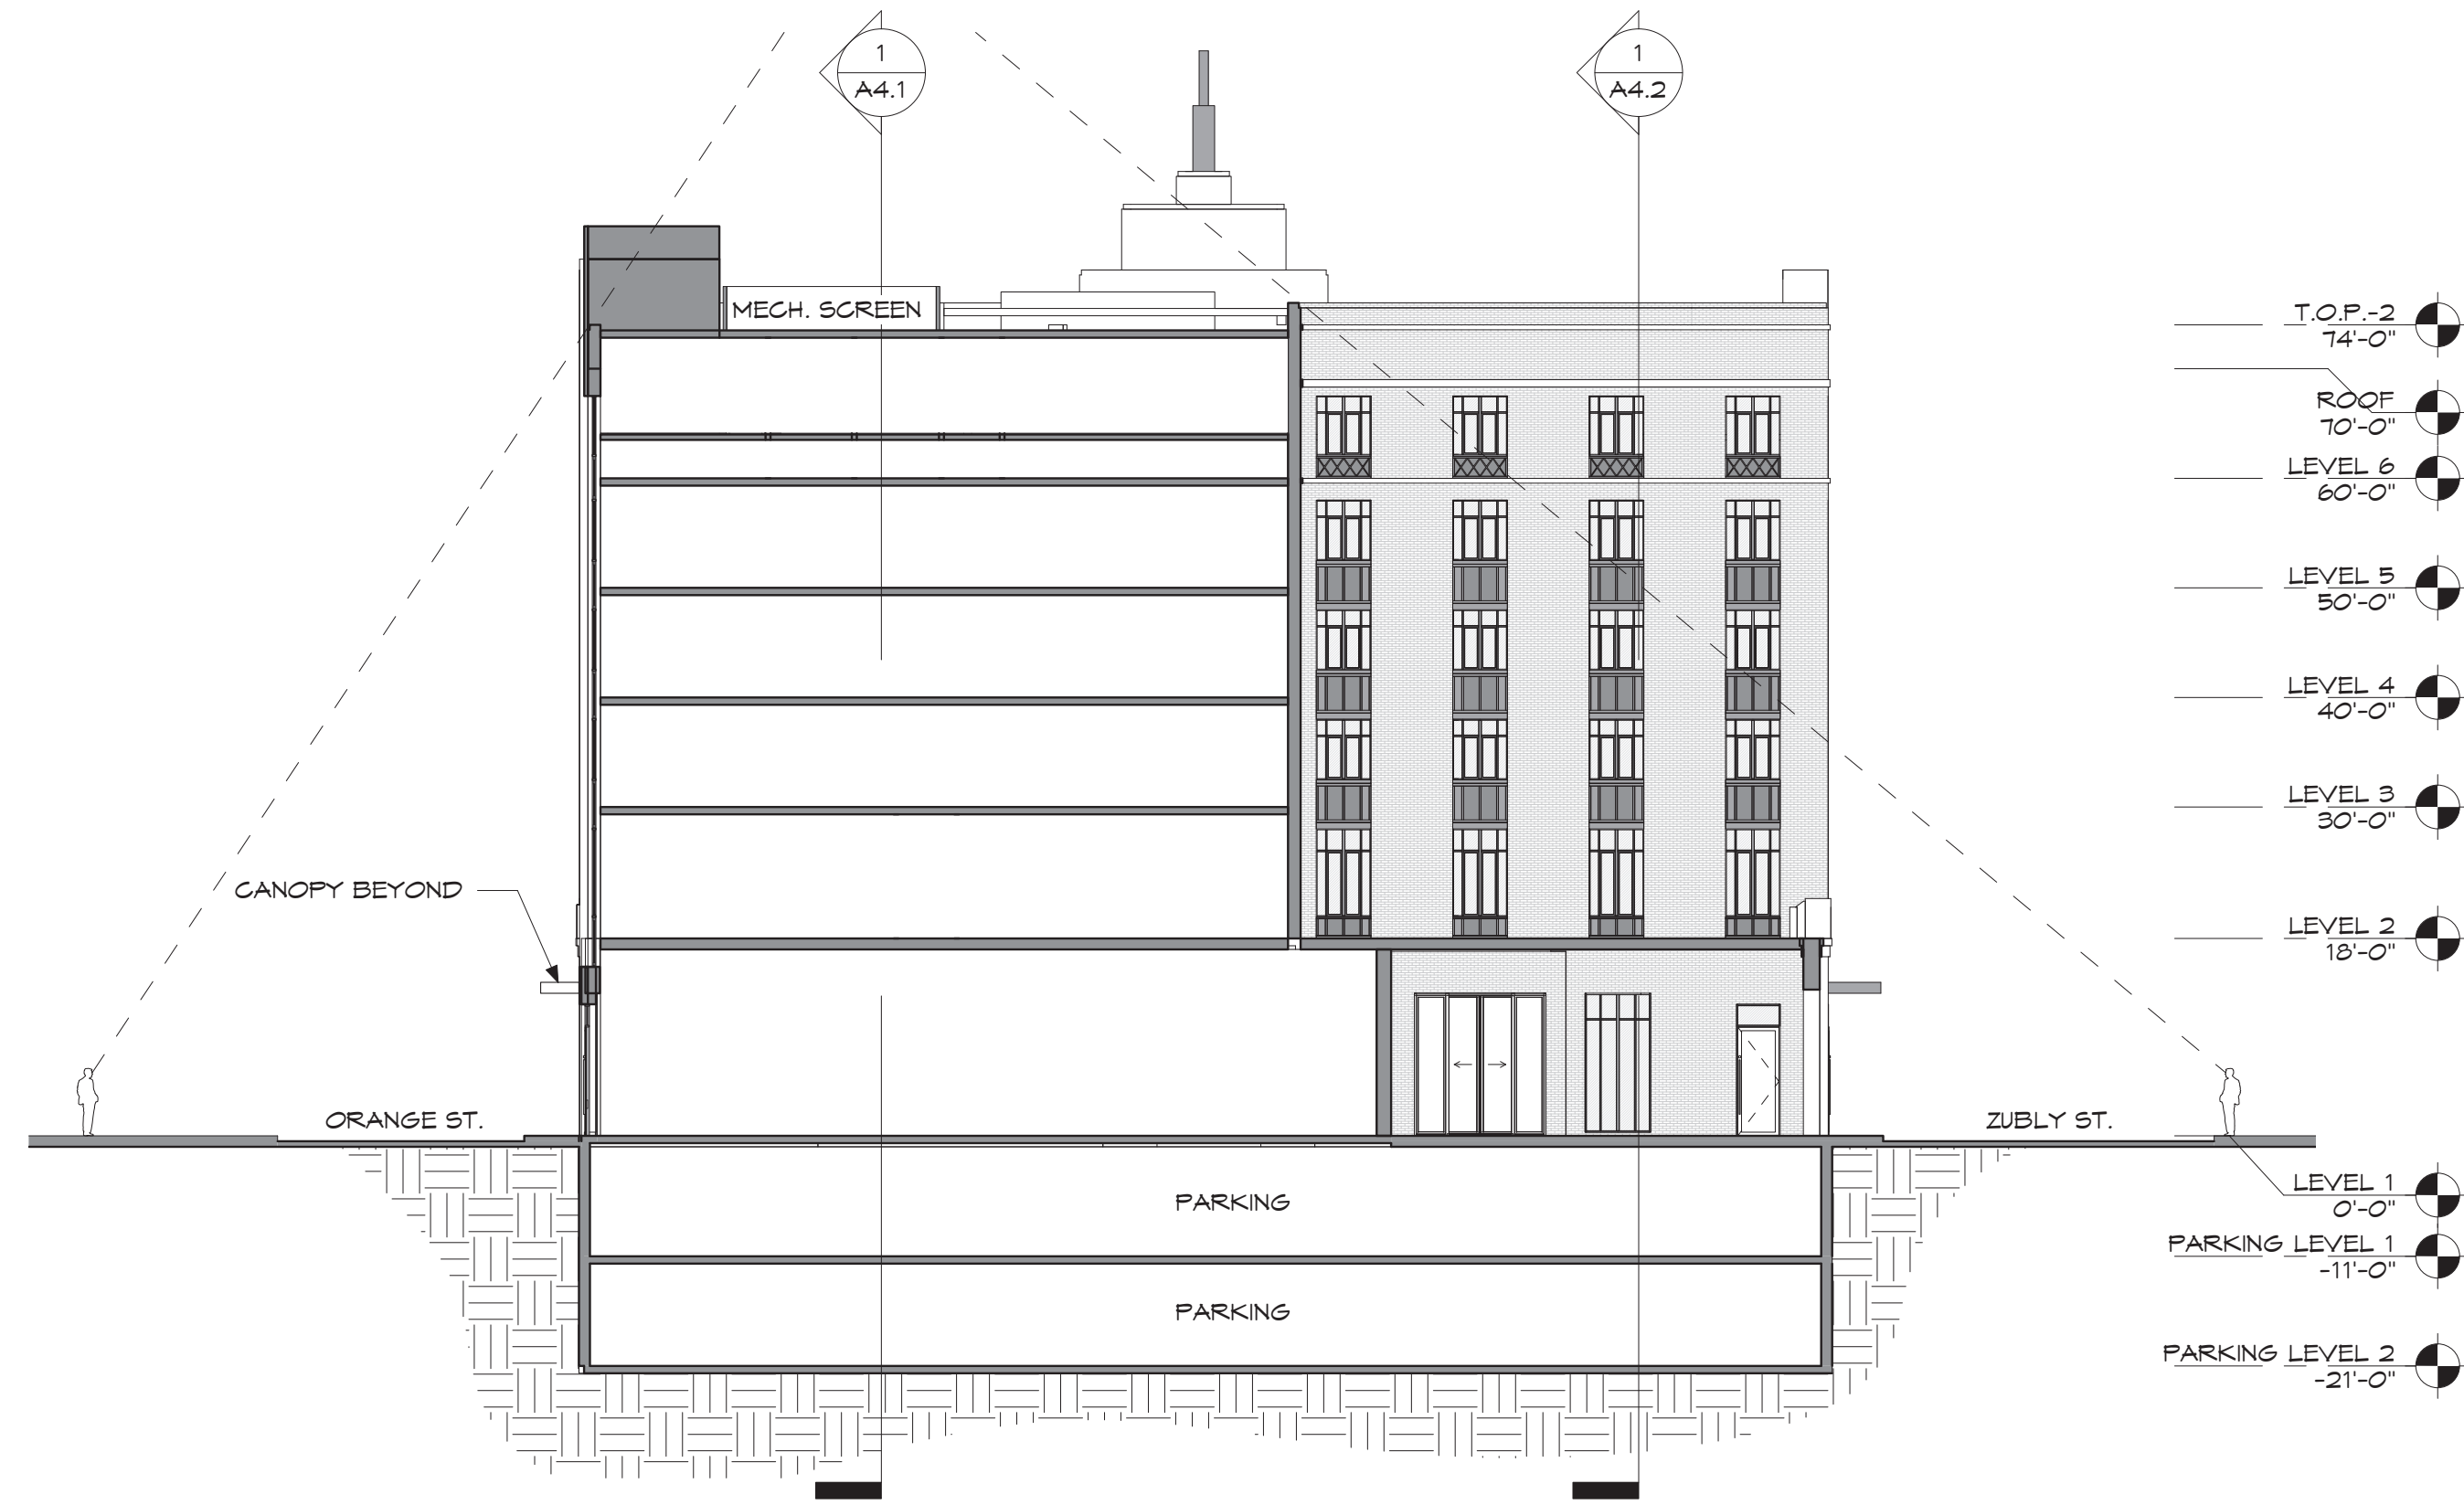 1
A4.1
1
A4.2
MECH. SCREEN
T.O.P.-2
74'-0"
ROOF
70'-0"
LEVEL 6
60'-0"
LEVEL 5
50'-0"
LEVEL 4
40'-0"
LEVEL 3
30'-0"
CANOPY BEYOND
LEVEL 2
18'-0"
ORANGE ST.
ZUBLY ST.
LEVEL 1
0'-0"
PARKING
PARKING LEVEL 1
-11'-0"
PARKING
PARKING LEVEL 2
-21'-0"